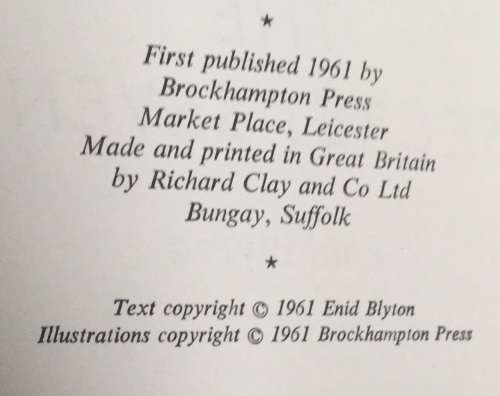 *
First published 1961 by
Brockhampton Press
Market Place, Leicester
Made and printed in Great Britain
by Richard Clay and Co Ltd
Bungay, Suffolk
*
Text copyright © 1961 Enid Blyton
Illustrations copyright © 1961 Brockhampton Press